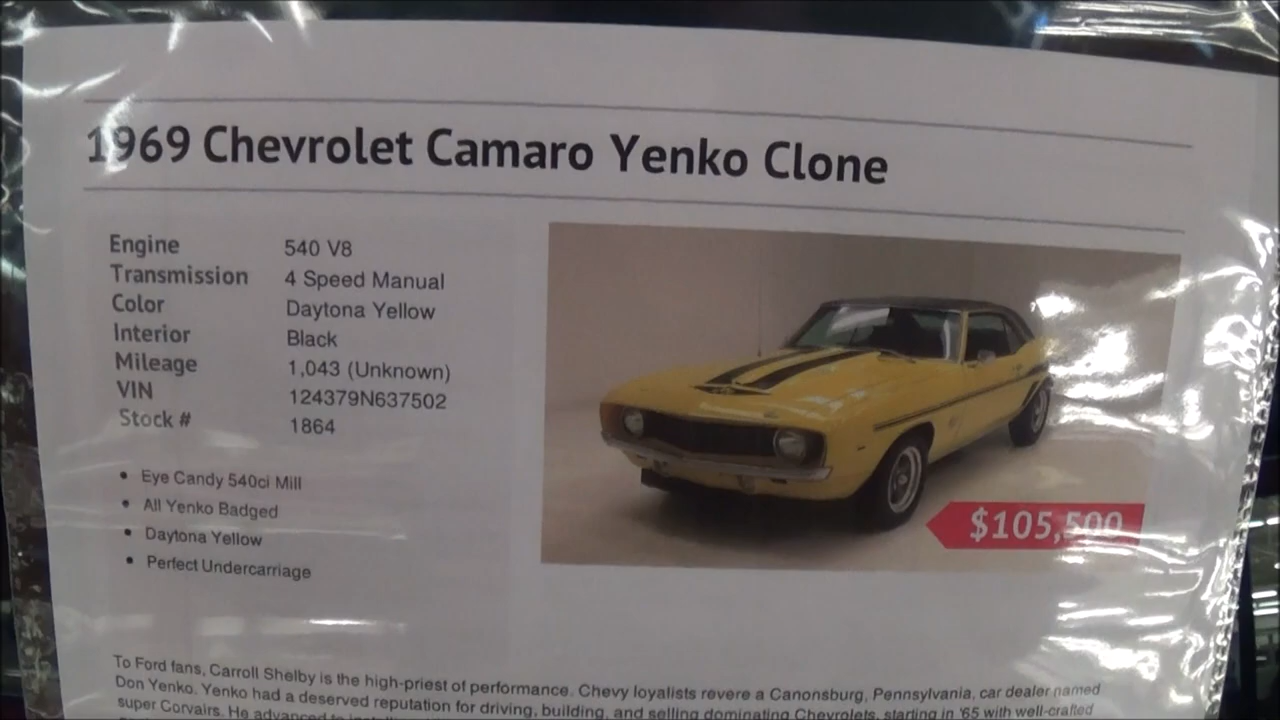 1969 Chevrolet Camaro Yenko Clone
Engine 540 V8
Transmission 4 Speed Manual
Color Daytona Yellow
Interior Black
Mileage 1,043 (Unknown)
VIN 124379N637502
Stock # 1864
• Eye Candy 540ci Mill
• All Yenko Badged
• Daytona Yellow
• Perfect Undercarriage
$105,500
To Ford fans, Carroll Shelby is the high-priest of performance. Chevy loyalists revere a Canonsburg, Pennsylvania, car dealer named
Don Yenko. Yenko had a deserved reputation for driving, building, and selling dominating Chevrolets, starting in '65 with well-crafted
super Corvairs. He advanced to